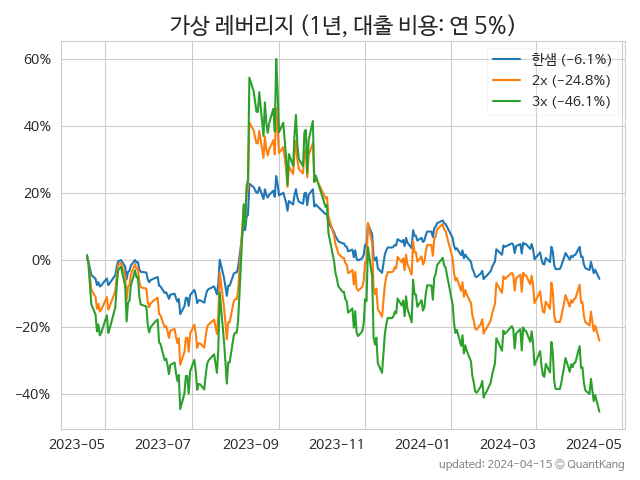 가상 레버리지 (1년, 대출 비용: 연 5%)
한샘 (−6.1%)
2x (−24.8%)
3x (−46.1%)
60%
40%
20%
0%
−20%
−40%
2023-05 2023-07 2023-09 2023-11 2024-01 2024-03 2024-05
updated: 2024-04-15 © QuantKang